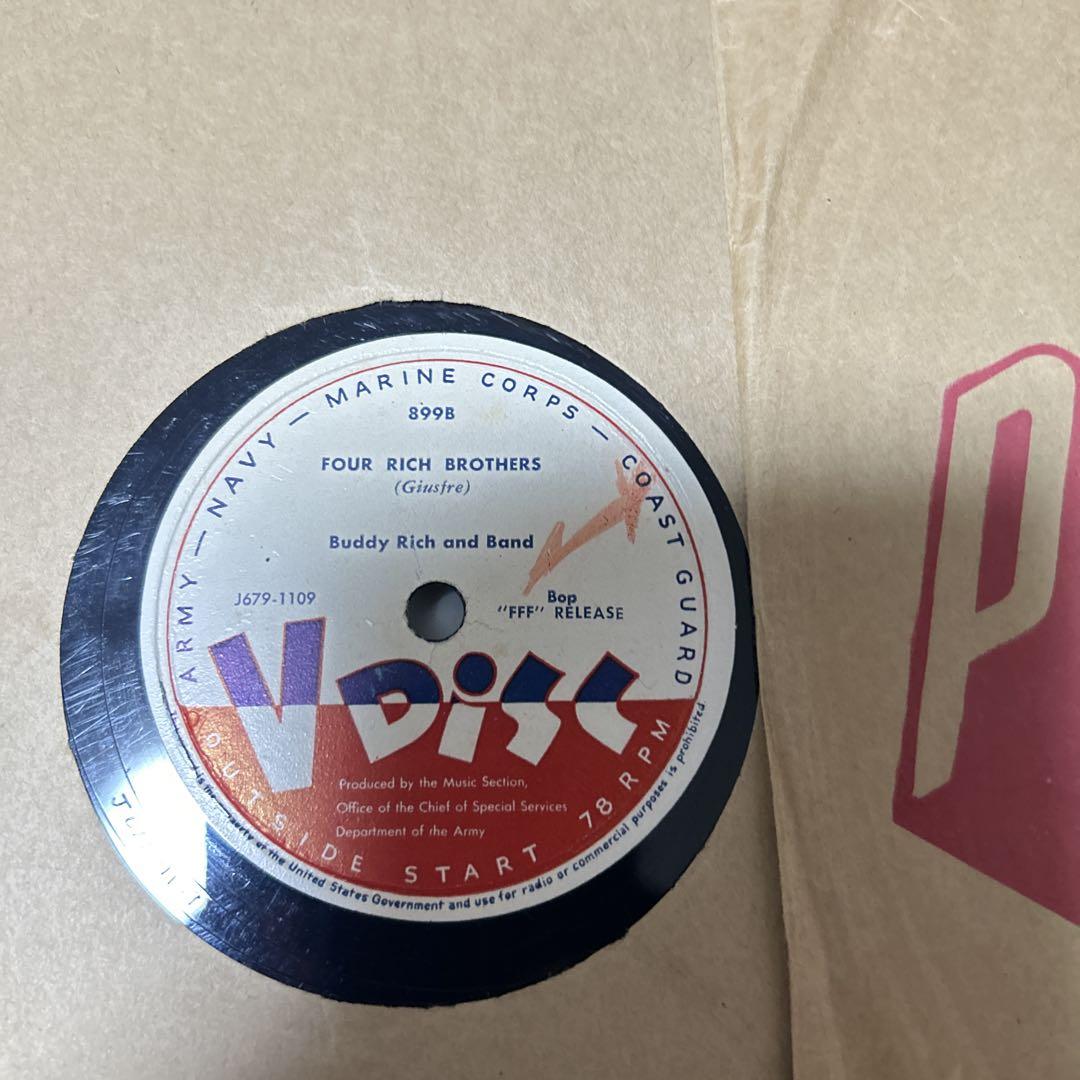 ARMY — NAVY — MARINE CORPS — COAST GUARD
899B
FOUR RICH BROTHERS
(Giusfre)
Buddy Rich and Band
J679-1109
Bop
"FFF" RELEASE
V DiSC
Produced by the Music Section,
Office of the Chief of Special Services
Department of the Army
OUTSIDE START 78 RPM
of the United States Government and use for radio or commercial purposes is prohibited.
P